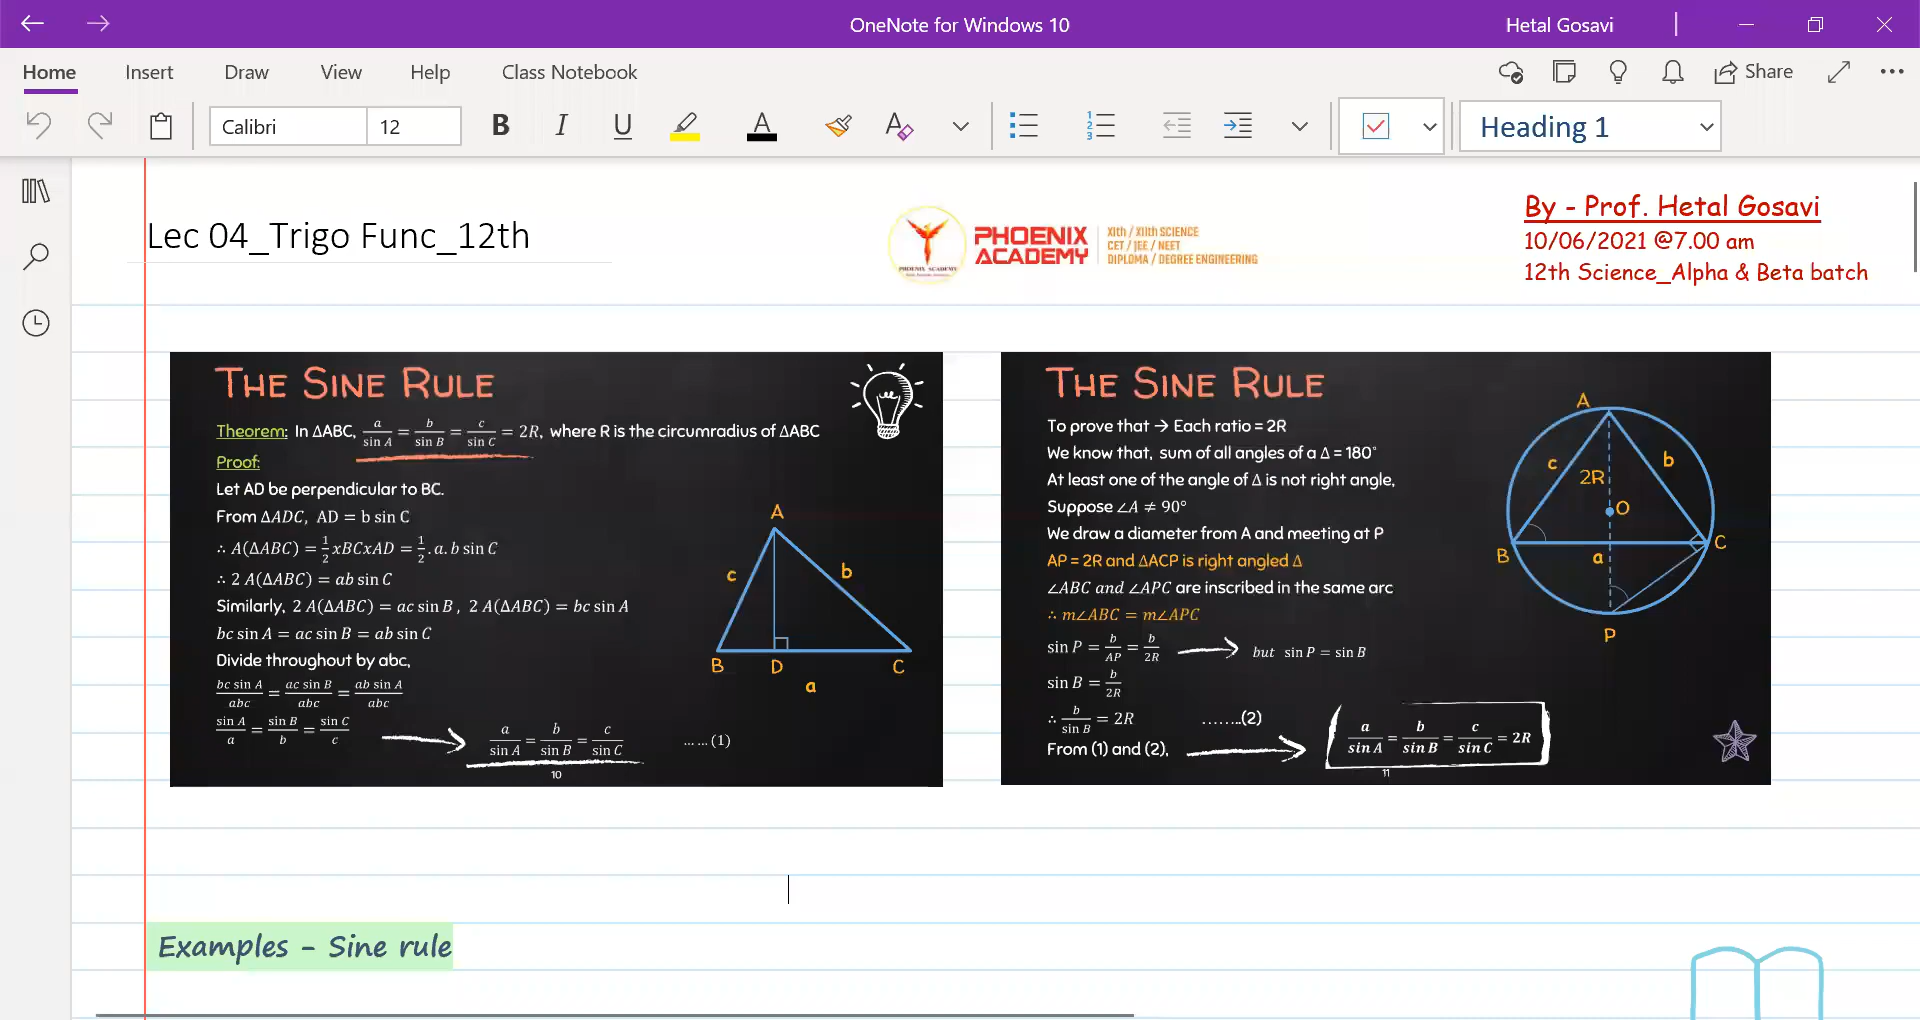 OneNote for Windows 10
Hetal Gosavi
Home Insert Draw View Help Class Notebook
Share
Calibri 12 B I U A A Heading 1
Lec 04_Trigo Func_12th
PHOENIX ACADEMY
PHOENIX
ACADEMY
XIth / XIIth SCIENCE
CET / JEE / NEET
DIPLOMA / DEGREE ENGINEERING
By - Prof. Hetal Gosavi
10/06/2021 @7.00 am
12th Science_Alpha & Beta batch
THE SINE RULE
Theorem: In ΔABC, a/sin A = b/sin B = c/sin C = 2R, where R is the circumradius of ΔABC
Proof:
Let AD be perpendicular to BC.
From ΔADC, AD = b sin C
∴ A(ΔABC) = 1/2 xBCxAD = 1/2 . a. b sin C
∴ 2 A(ΔABC) = ab sin C
Similarly, 2 A(ΔABC) = ac sin B , 2 A(ΔABC) = bc sin A
bc sin A = ac sin B = ab sin C
Divide throughout by abc,
bc sin A/abc = ac sin B/abc = ab sin A/abc
sin A/a = sin B/b = sin C/c
a/sin A = b/sin B = c/sin C ... ... (1)
10
A
c b
B D C
a
THE SINE RULE
To prove that → Each ratio = 2R
We know that, sum of all angles of a Δ = 180°
At least one of the angle of Δ is not right angle,
Suppose ∠A ≠ 90°
We draw a diameter from A and meeting at P
AP = 2R and ΔACP is right angled Δ
∠ABC and ∠APC are inscribed in the same arc
∴ m∠ABC = m∠APC
sin P = b/AP = b/2R but sin P = sin B
sin B = b/2R
∴ b/sin B = 2R ........(2)
From (1) and (2),
a/sin A = b/sin B = c/sin C = 2R
11
A
c b
2R
O
B a C
P
Examples - Sine rule